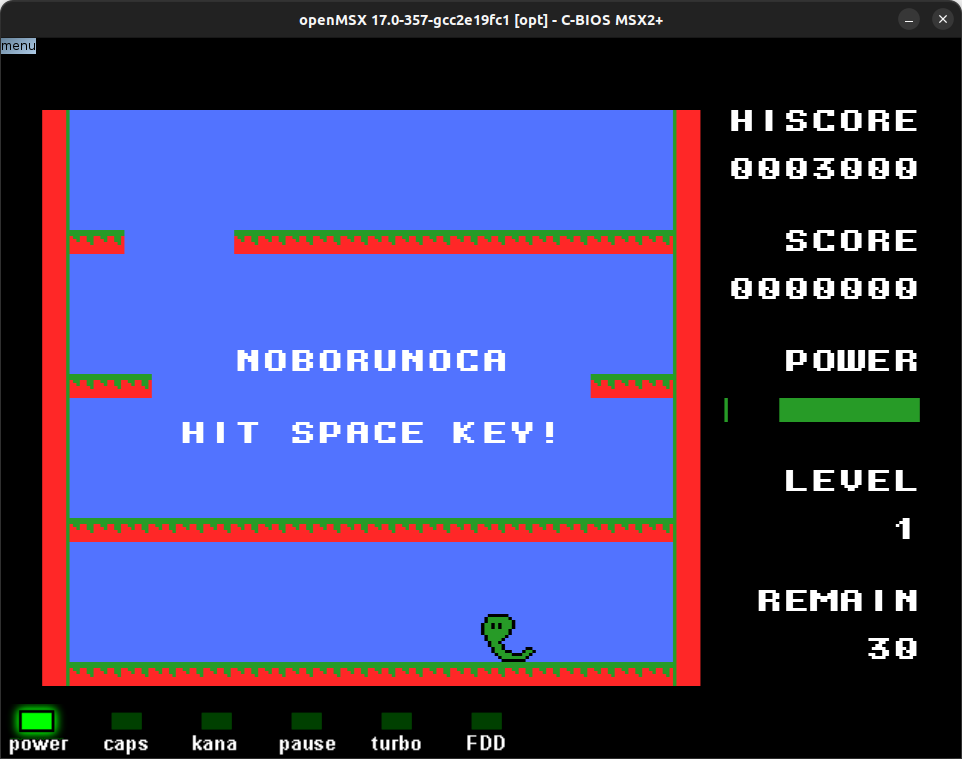 openMSX 17.0-357-gcc2e19fc1 [opt] - C-BIOS MSX2+
menu
HISCORE
0003000
SCORE
0000000
NOBORUNOCA
POWER
HIT SPACE KEY!
LEVEL
1
REMAIN
30
power caps kana pause turbo FDD